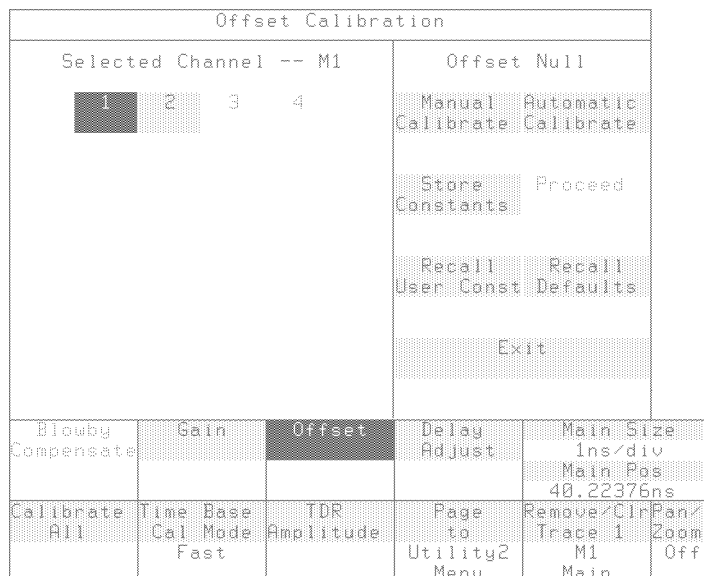 Offset Calibration
Selected Channel -- M1
1 2 3 4
Offset Null
Manual Calibrate
Automatic Calibrate
Store Constants
Proceed
Recall User Const
Recall Defaults
Exit
Blowby Compensate
Gain
Offset
Delay Adjust
Main Size
1ns/div
Main Pos
40.22376ns
Calibrate All
Time Base Cal Mode
Fast
TDR Amplitude
Page to Utility2 Menu
Remove/Clr Trace 1
M1
Main
Pan/ Zoom
Off